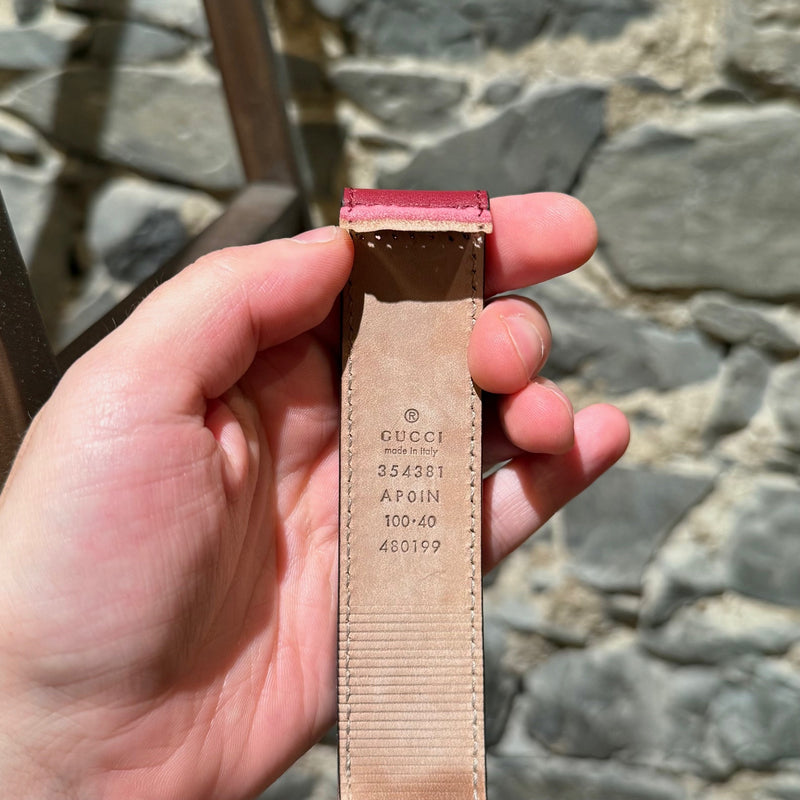 ®
GUCCI
made in italy
354381
AP0IN
100·40
480199